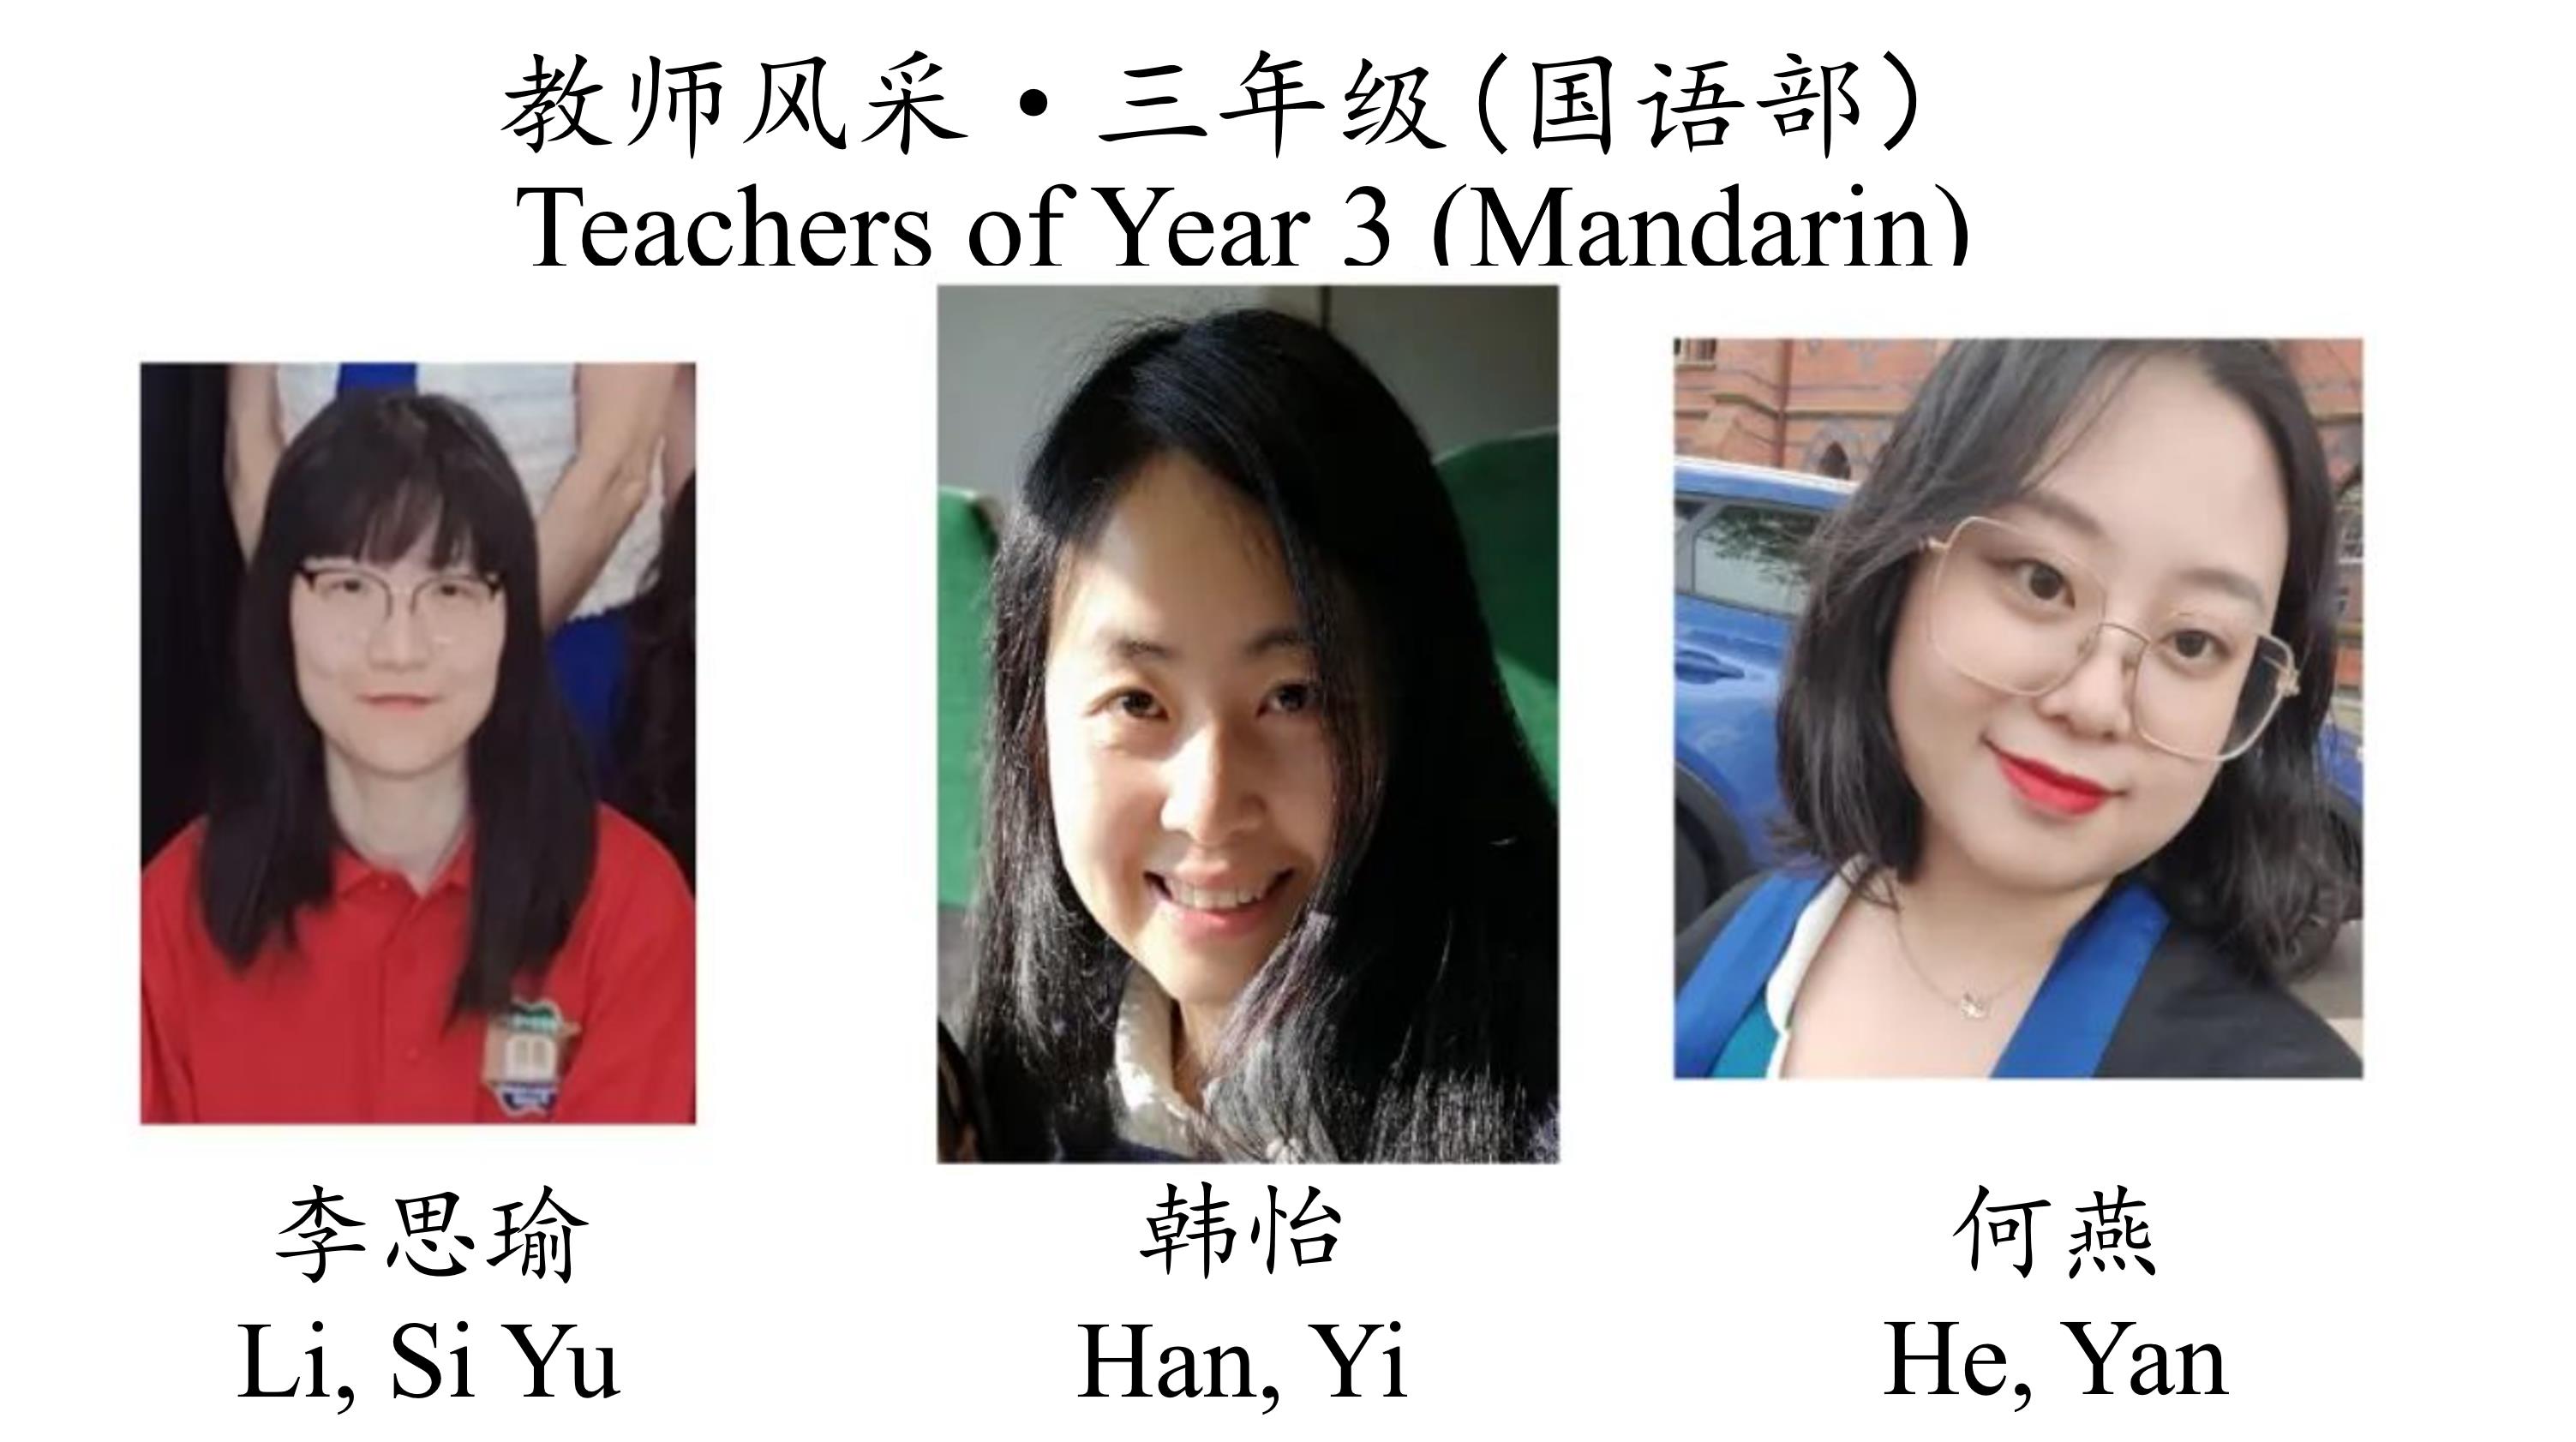 教师风采·三年级(国语部)
Teachers of Year 3 (Mandarin)
李思瑜
Li, Si Yu
韩怡
Han, Yi
何燕
He, Yan